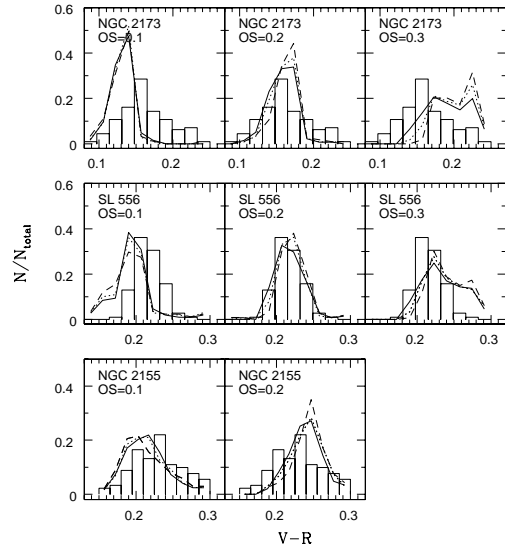 NGC 2173 NGC 2173 NGC 2173
OS=0.1 OS=0.2 OS=0.3
0.6
0.4
0.2
0
0.1 0.2 0.1 0.2 0.1 0.2
SL 556 SL 556 SL 556
OS=0.1 OS=0.2 OS=0.3
0.6
0.4
0.2
0
N/Ntotal
0.2 0.3 0.2 0.3 0.2 0.3
NGC 2155 NGC 2155
OS=0.1 OS=0.2
0.4
0.2
0
0.2 0.3 0.2 0.3
V-R